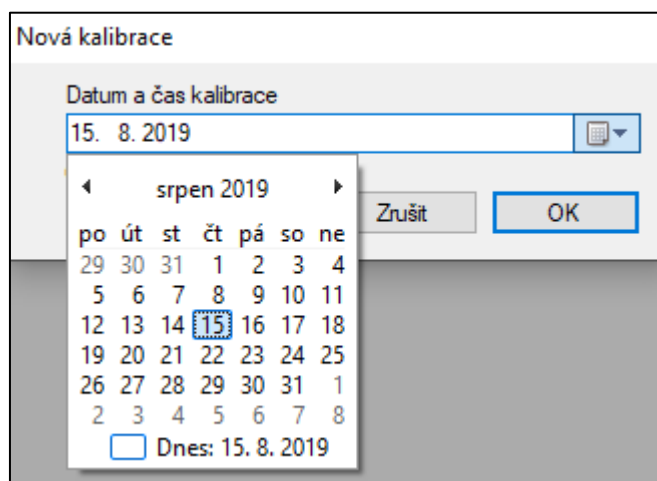 Nová kalibrace
Datum a čas kalibrace
15. 8. 2019
srpen 2019
Zrušit
OK
po út st čt pá so ne
29 30 31 1 2 3 4
5 6 7 8 9 10 11
12 13 14 15 16 17 18
19 20 21 22 23 24 25
26 27 28 29 30 31 1
2 3 4 5 6 7 8
Dnes: 15. 8. 2019